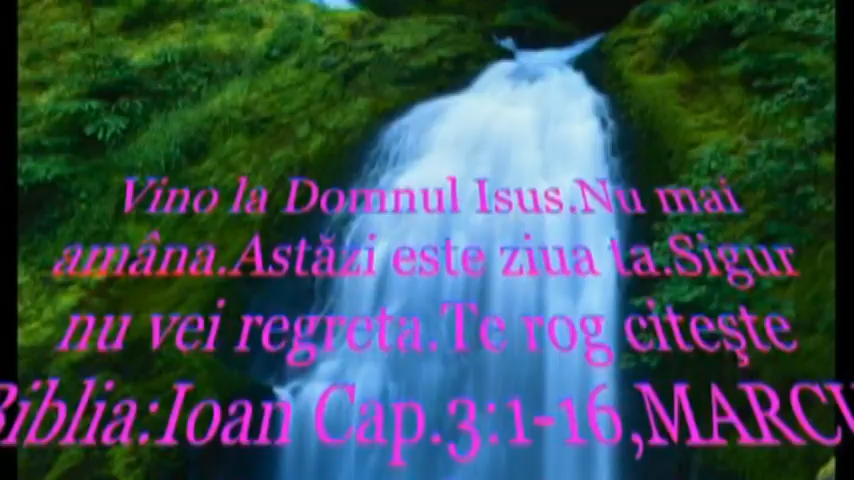 Vino la Domnul Isus.Nu mai
amâna.Astăzi este ziua ta.Sigur
nu vei regreta.Te rog citeşte
Biblia:Ioan Cap.3:1-16,MARCU